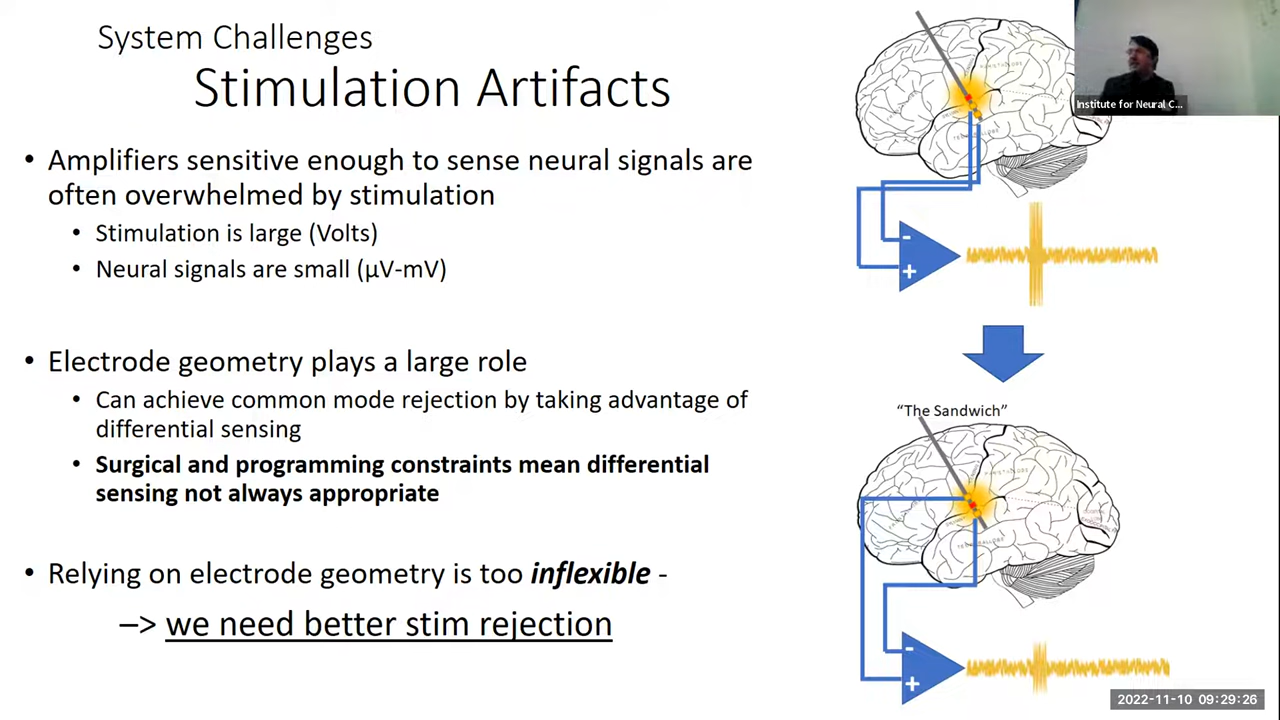 System Challenges
Stimulation Artifacts
• Amplifiers sensitive enough to sense neural signals are
often overwhelmed by stimulation
• Stimulation is large (Volts)
• Neural signals are small (μV-mV)
• Electrode geometry plays a large role
• Can achieve common mode rejection by taking advantage of
differential sensing
• Surgical and programming constraints mean differential
sensing not always appropriate
• Relying on electrode geometry is too inflexible -
–> we need better stim rejection
Institute for Neural C...
-
+
“The Sandwich”
-
+
2022-11-10 09:29:26